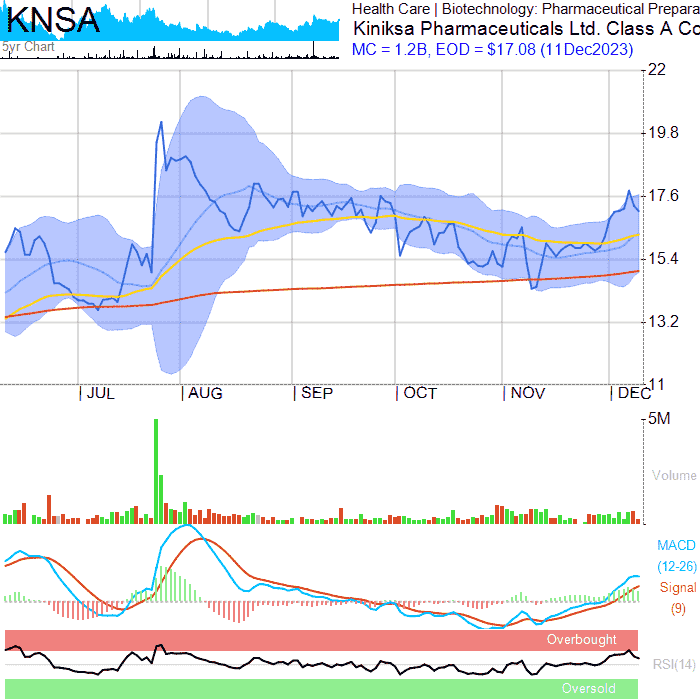 KNSA
5yr Chart
Health Care | Biotechnology: Pharmaceutical Prepara
Kiniksa Pharmaceuticals Ltd. Class A Co
MC = 1.2B, EOD = $17.08 (11Dec2023)
22
19.8
17.6
15.4
13.2
11
JUL AUG SEP OCT NOV DEC
5M
Volume
MACD
(12-26)
Signal
(9)
Overbought
RSI(14)
Oversold